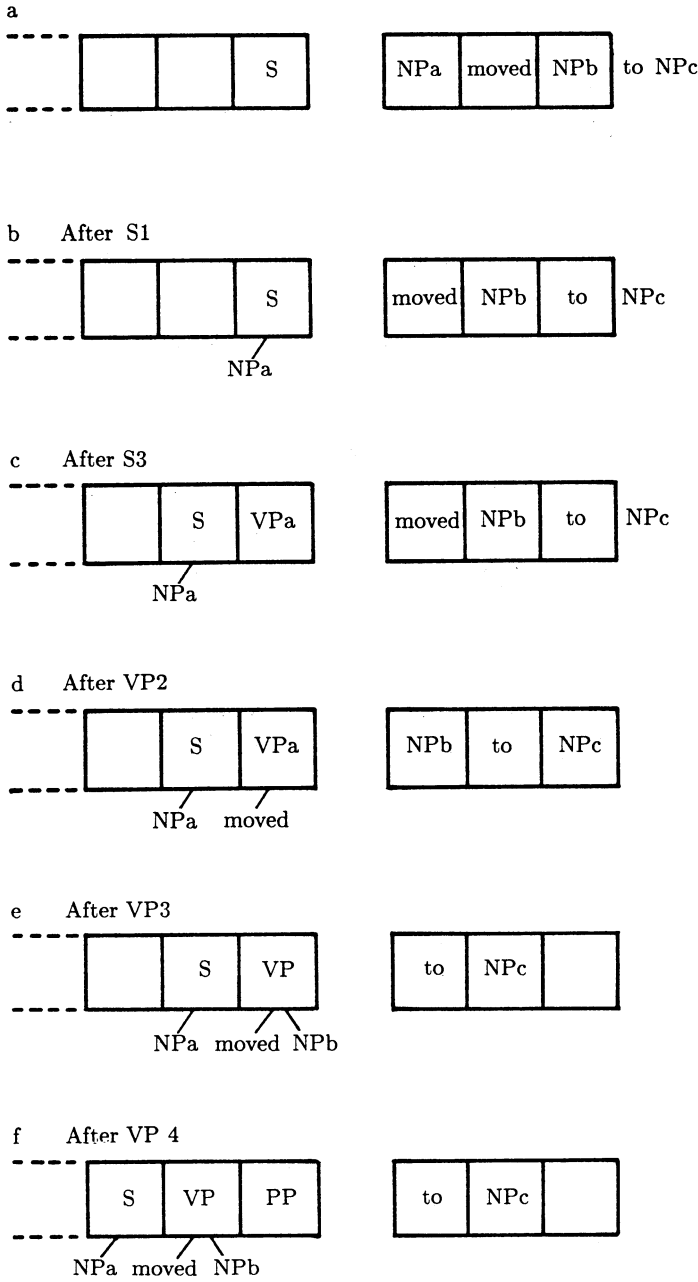 a
S NPa moved NPb to NPc
b After S1
S moved NPb to NPc
NPa
c After S3
S VPa moved NPb to NPc
NPa
d After VP2
S VPa NPb to NPc
NPa moved
e After VP3
S VP to NPc
NPa moved NPb
f After VP 4
S VP PP to NPc
NPa moved NPb